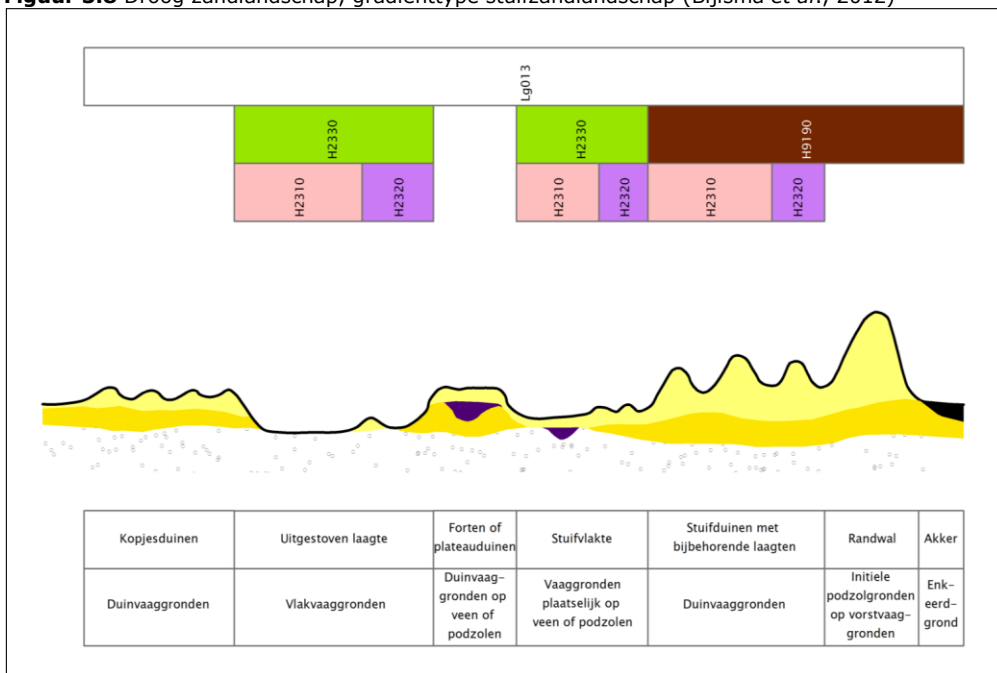 Figuur 3.8 Droog zandlandschap, gradiënttype stuifzandlandschap (Bijlsma et al., 2012)
Lg013
H2330
H2330
H9190
H2310
H2320
H2310
H2320
H2310
H2320
Kopjesduinen
Uitgestoven laagte
Forten of
plateauduinen
Stuifvlakte
Stuifduinen met
bijbehorende laagten
Randwal
Akker
Duinvaaggronden
Vlakvaaggronden
Duinvaag-
gronden op
veen of
podzolen
Vaaggronden
plaatselijk op
veen of podzolen
Duinvaaggronden
Initiele
podzolgronden
op vorstvaag-
gronden
Enk-
eerd-
grond